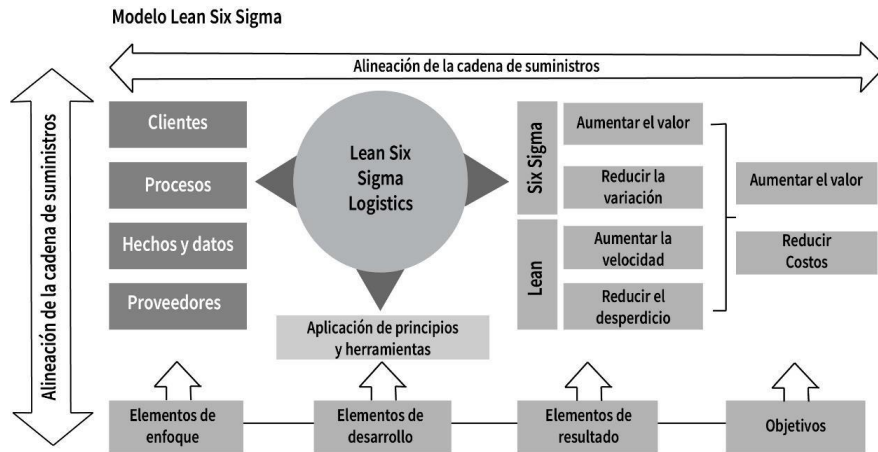 Modelo Lean Six Sigma
Alineación de la cadena de suministros
Alineación de la cadena de suministros
Clientes
Procesos
Hechos y datos
Proveedores
Lean Six
Sigma
Logistics
Aplicación de principios
y herramientas
Six Sigma
Lean
Aumentar el valor
Reducir la
variación
Aumentar la
velocidad
Reducir el
desperdicio
Aumentar el valor
Reducir
Costos
Elementos de
enfoque
Elementos de
desarrollo
Elementos de
resultado
Objetivos